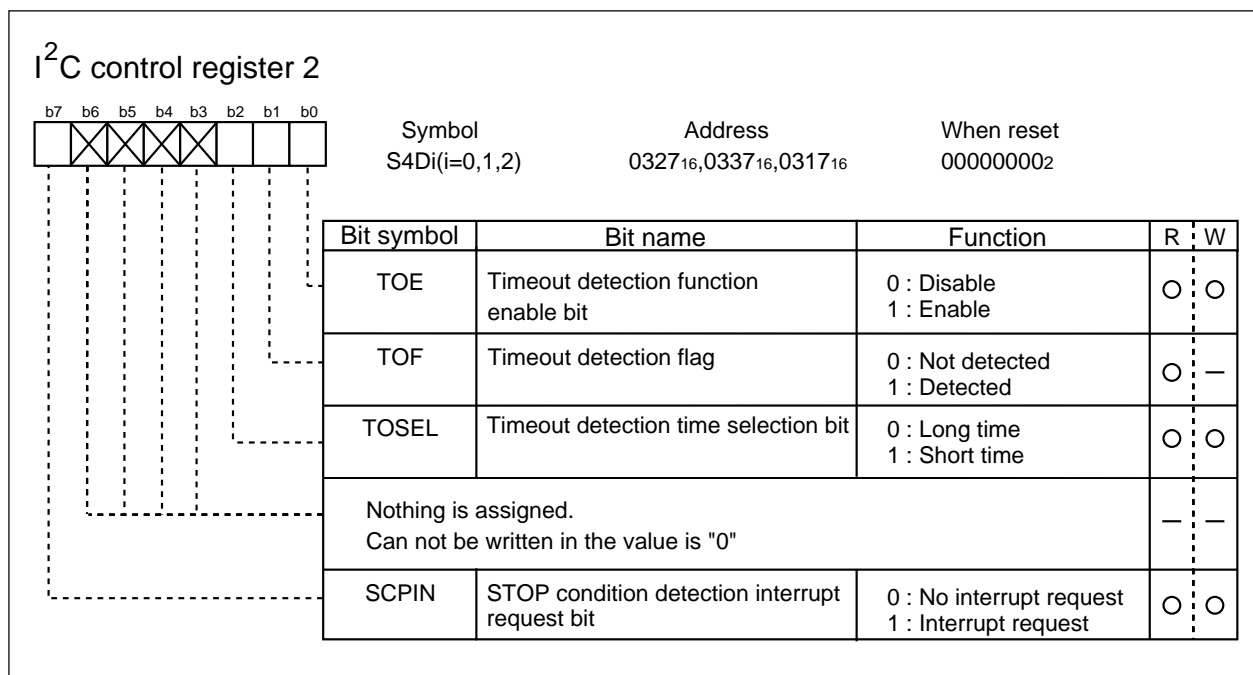 I2C control register 2
b7 b6 b5 b4 b3 b2 b1 b0
Symbol Address When reset
S4Di(i=0,1,2) 032716,033716,031716 000000002
Bit symbol Bit name Function R W
TOE Timeout detection function 0 : Disable
enable bit 1 : Enable
TOF Timeout detection flag 0 : Not detected
1 : Detected
TOSEL Timeout detection time selection bit 0 : Long time
1 : Short time
Nothing is assigned.
Can not be written in the value is "0"
SCPIN STOP condition detection interrupt 0 : No interrupt request
request bit 1 : Interrupt request